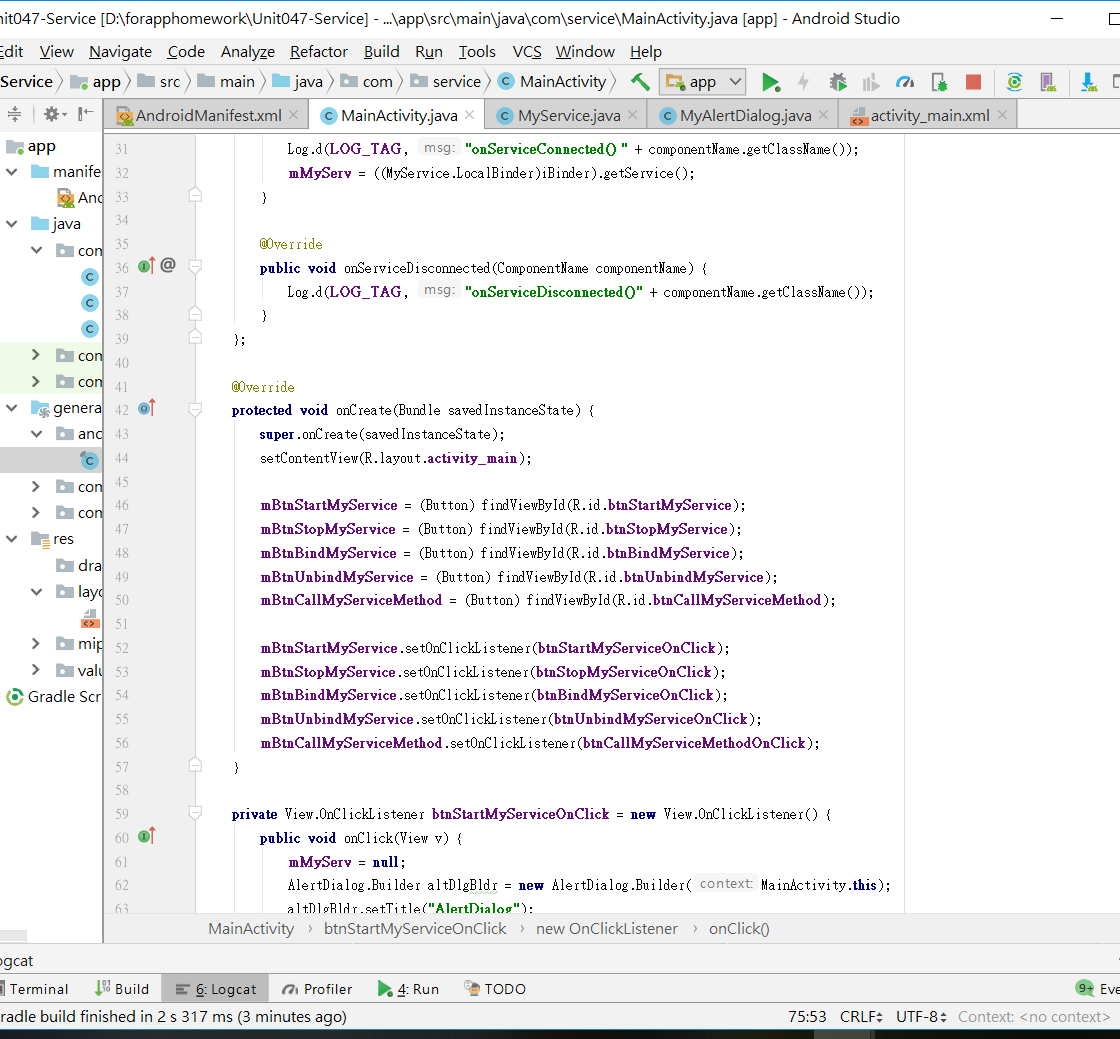 nit047-Service [D:\forapphomework\Unit047-Service] - ...\app\src\main\java\com\service\MainActivity.java [app] - Android Studio
Edit View Navigate Code Analyze Refactor Build Run Tools VCS Window Help
Service app src main java com service MainActivity app
AndroidManifest.xml MainActivity.java MyService.java MyAlertDialog.java activity_main.xml
app
manife
And
java
com
com
com
genera
and
com
com
res
dra
layo
mip
valu
Gradle Scr
31 Log.d(LOG_TAG, msg: "onServiceConnected() " + componentName.getClassName());
32 mMyServ = ((MyService.LocalBinder)iBinder).getService();
33 }
34
35 @Override
36 public void onServiceDisconnected(ComponentName componentName) {
37 Log.d(LOG_TAG, msg: "onServiceDisconnected()" + componentName.getClassName());
38 }
39 };
40
41 @Override
42 protected void onCreate(Bundle savedInstanceState) {
43 super.onCreate(savedInstanceState);
44 setContentView(R.layout.activity_main);
45
46 mBtnStartMyService = (Button) findViewById(R.id.btnStartMyService);
47 mBtnStopMyService = (Button) findViewById(R.id.btnStopMyService);
48 mBtnBindMyService = (Button) findViewById(R.id.btnBindMyService);
49 mBtnUnbindMyService = (Button) findViewById(R.id.btnUnbindMyService);
50 mBtnCallMyServiceMethod = (Button) findViewById(R.id.btnCallMyServiceMethod);
51
52 mBtnStartMyService.setOnClickListener(btnStartMyServiceOnClick);
53 mBtnStopMyService.setOnClickListener(btnStopMyServiceOnClick);
54 mBtnBindMyService.setOnClickListener(btnBindMyServiceOnClick);
55 mBtnUnbindMyService.setOnClickListener(btnUnbindMyServiceOnClick);
56 mBtnCallMyServiceMethod.setOnClickListener(btnCallMyServiceMethodOnClick);
57 }
58
59 private View.OnClickListener btnStartMyServiceOnClick = new View.OnClickListener() {
60 public void onClick(View v) {
61 mMyServ = null;
62 AlertDialog.Builder altDlgBldr = new AlertDialog.Builder( context: MainActivity.this);
63 altDlgBldr.setTitle("AlertDialog");
MainActivity › btnStartMyServiceOnClick › new OnClickListener › onClick()
ogcat
Terminal Build 6: Logcat Profiler 4: Run TODO 9+ Eve
radle build finished in 2 s 317 ms (3 minutes ago) 75:53 CRLF UTF-8 Context: <no context>